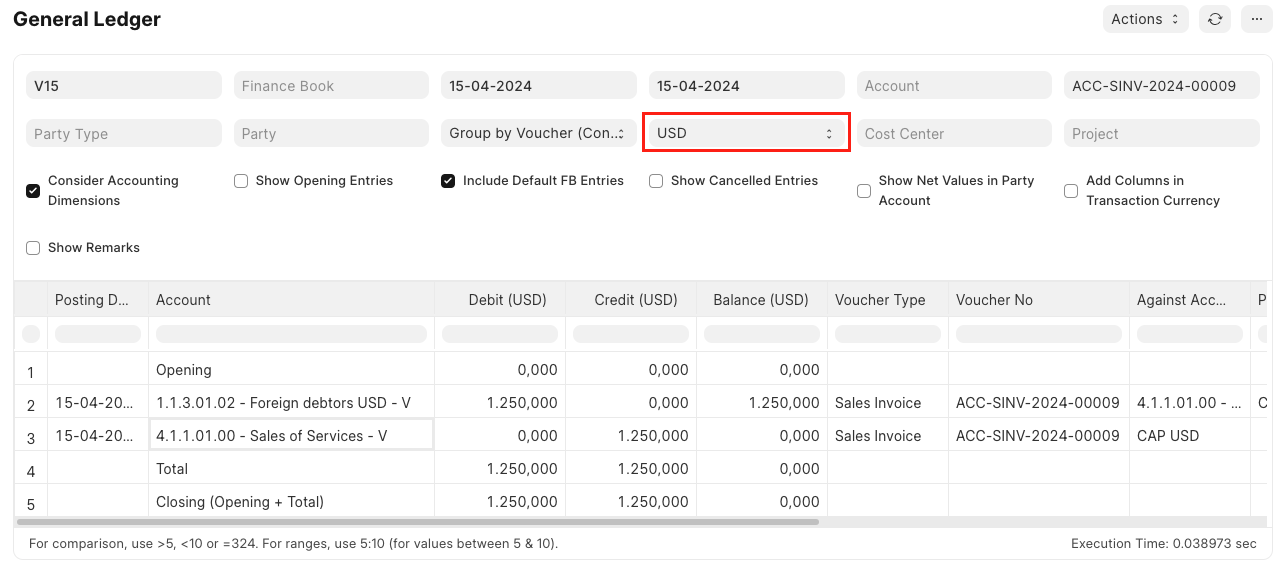 General Ledger
Actions
V15 Finance Book 15-04-2024 15-04-2024 Account ACC-SINV-2024-00009
Party Type Party Group by Voucher (Con.. USD Cost Center Project
Consider Accounting Dimensions Show Opening Entries Include Default FB Entries Show Cancelled Entries Show Net Values in Party Account Add Columns in Transaction Currency
Show Remarks
Posting D... Account Debit (USD) Credit (USD) Balance (USD) Voucher Type Voucher No Against Acc... P
1 Opening 0,000 0,000 0,000
2 15-04-20... 1.1.3.01.02 - Foreign debtors USD - V 1.250,000 0,000 1.250,000 Sales Invoice ACC-SINV-2024-00009 4.1.1.01.00 - ... C
3 15-04-20... 4.1.1.01.00 - Sales of Services - V 0,000 1.250,000 0,000 Sales Invoice ACC-SINV-2024-00009 CAP USD
4 Total 1.250,000 1.250,000 0,000
5 Closing (Opening + Total) 1.250,000 1.250,000 0,000
For comparison, use >5, <10 or =324. For ranges, use 5:10 (for values between 5 & 10). Execution Time: 0.038973 sec